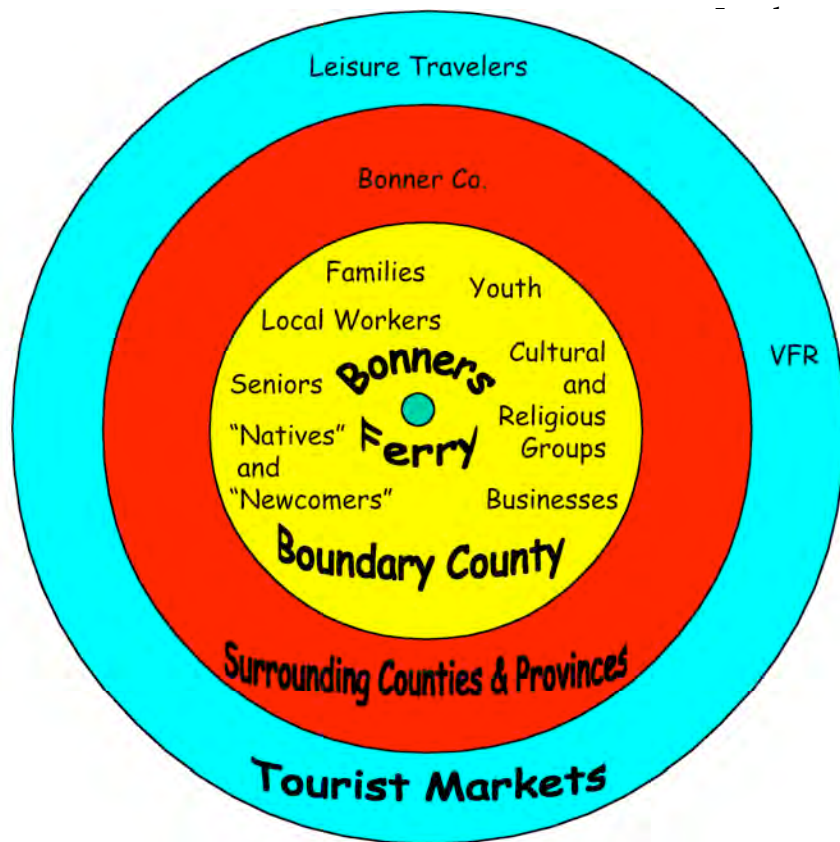 Leisure Travelers
Bonner Co.
Families
Youth
Local Workers
Bonners
Ferry
Cultural
and
Religious
Groups
VFR
Seniors
“Natives”
and
“Newcomers”
Businesses
Boundary County
Surrounding Counties & Provinces
Tourist Markets